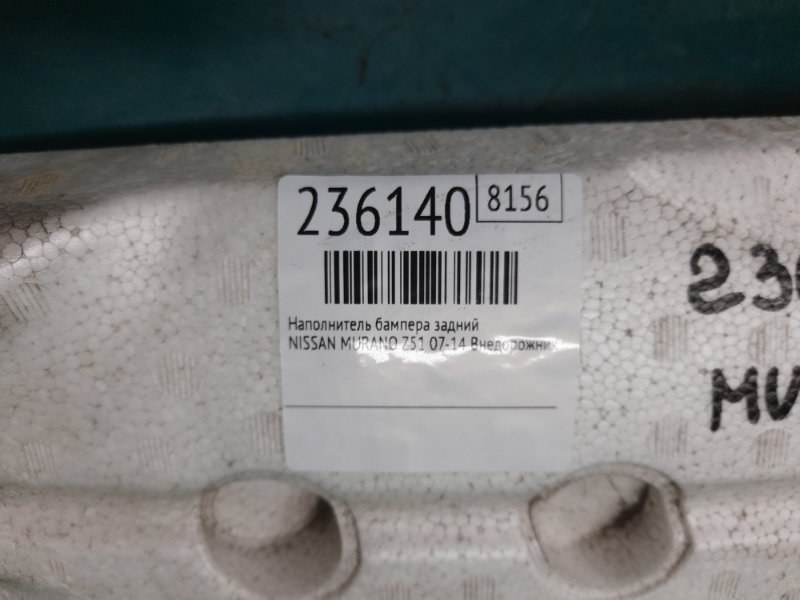 236140 8156
Наполнитель бампера задний
NISSAN MURANO Z51 07-14 Внедорожник